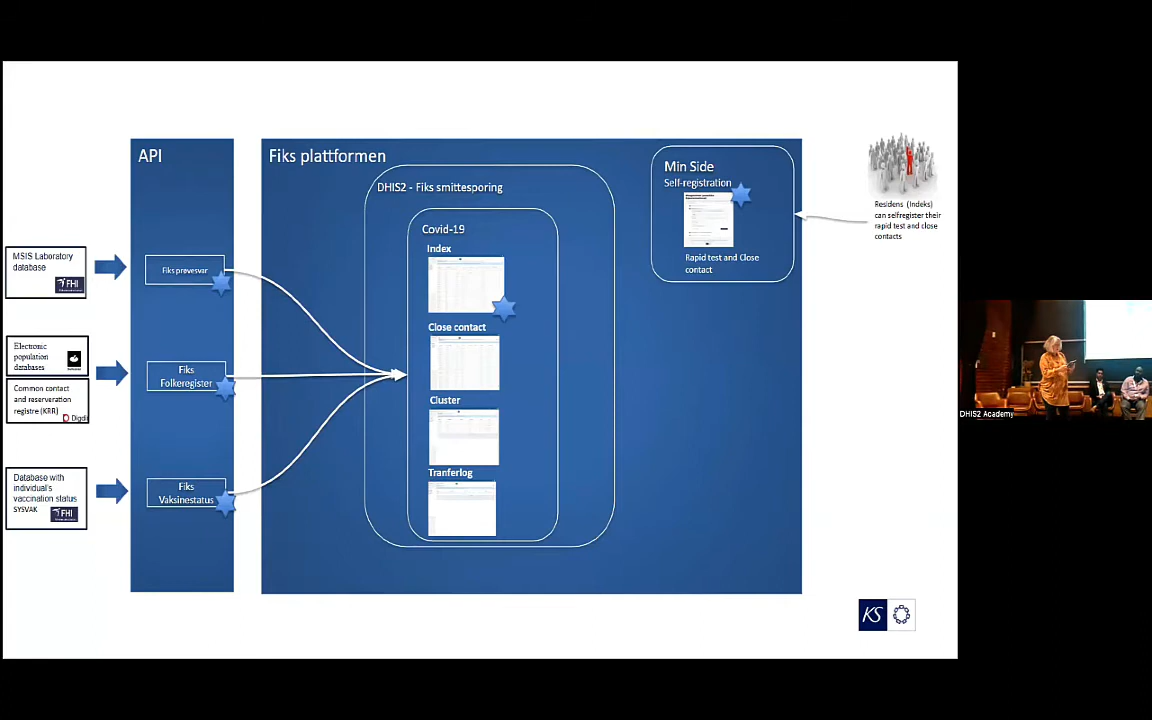 API
Fiks plattformen
DHIS2 - Fiks smittesporing
Covid-19
Index
Close contact
Cluster
Tranferlog
Min Side
Self-registration
Rapid test and Close
contact
Residens (Indeks)
can selfregister their
rapid test and close
contacts
MSIS Laboratory
database
FHI
Fiks prøvesvar
Electronic
population
databases
Common contact
and reserveration
registre (KRR)
Digdir
Fiks
Folkeregister
Database with
individual's
vaccination status
SYSVAK
FHI
Fiks
Vaksinestatus
KS
DHIS2 Academy